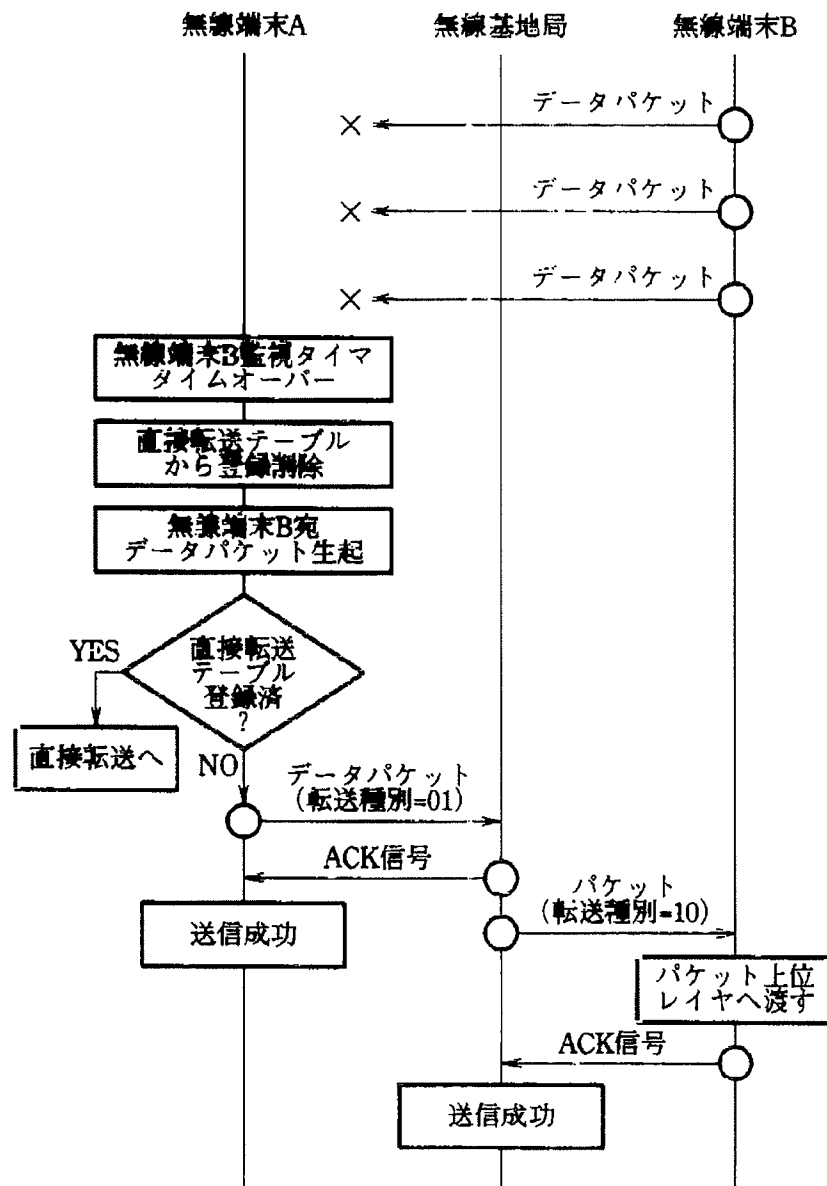 無線端末A
無線基地局
無線端末B
データパケット
×
データパケット
×
データパケット
×
無線端末B監視タイマ
タイムオーバー
直接転送テーブル
から登録削除
無線端末B宛
データパケット生起
YES
直接転送
テーブル
登録済
?
直接転送へ
NO
データパケット
(転送種別=01)
ACK信号
送信成功
パケット
(転送種別=10)
パケット上位
レイヤへ渡す
ACK信号
送信成功